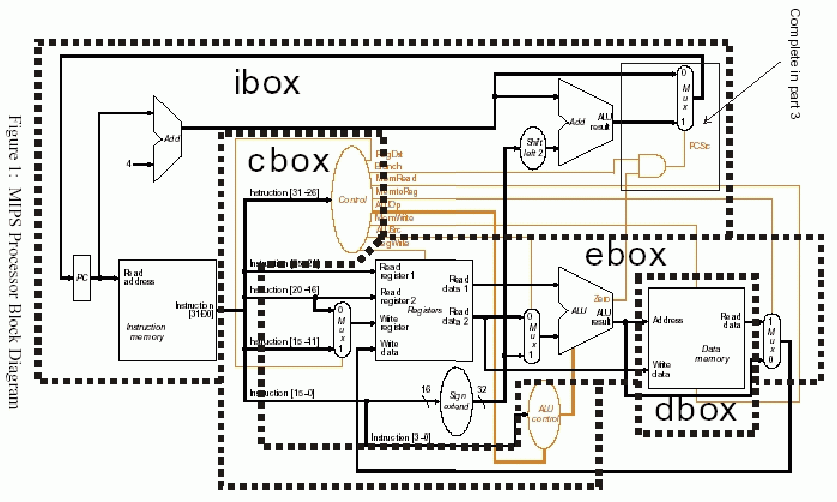 Complete in part 3
ibox
0
M
u
x
1
Add
Add
ALU
result
Shift
left 2
4
PCSrc
cbox
RegDst
Branch
MemRead
MemtoReg
ALUOp
MemWrite
ALUSrc
RegWrite
Control
Instruction [31–26]
ebox
PC
Read
address
Instruction
[31–0]
Instruction
memory
Instruction [20–16]
Instruction [15–11]
Instruction [15–0]
Instruction [3–0]
0
M
u
x
1
Read
register 1
Read
register 2
Write
register
Write
data
Registers
Read
data 1
Read
data 2
0
M
u
x
1
Zero
ALU
ALU
result
Address
Write
data
Read
data
Data
memory
1
M
u
x
0
dbox
16
Sign
extend
32
ALU
control
Figure 1: MIPS Processor Block Diagram